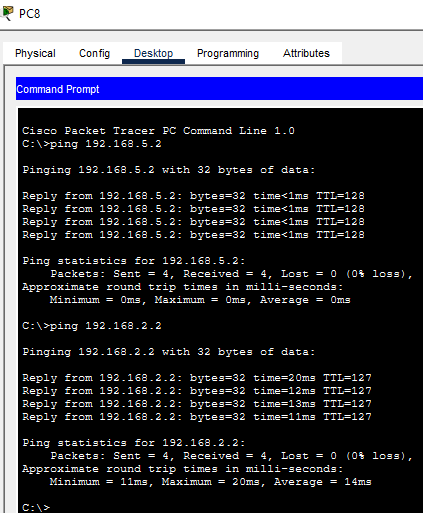 PC8
Physical Config Desktop Programming Attributes
Command Prompt
Cisco Packet Tracer PC Command Line 1.0
C:\>ping 192.168.5.2
Pinging 192.168.5.2 with 32 bytes of data:
Reply from 192.168.5.2: bytes=32 time<1ms TTL=128
Reply from 192.168.5.2: bytes=32 time<1ms TTL=128
Reply from 192.168.5.2: bytes=32 time<1ms TTL=128
Reply from 192.168.5.2: bytes=32 time<1ms TTL=128
Ping statistics for 192.168.5.2:
Packets: Sent = 4, Received = 4, Lost = 0 (0% loss),
Approximate round trip times in milli-seconds:
Minimum = 0ms, Maximum = 0ms, Average = 0ms
C:\>ping 192.168.2.2
Pinging 192.168.2.2 with 32 bytes of data:
Reply from 192.168.2.2: bytes=32 time=20ms TTL=127
Reply from 192.168.2.2: bytes=32 time=12ms TTL=127
Reply from 192.168.2.2: bytes=32 time=13ms TTL=127
Reply from 192.168.2.2: bytes=32 time=11ms TTL=127
Ping statistics for 192.168.2.2:
Packets: Sent = 4, Received = 4, Lost = 0 (0% loss),
Approximate round trip times in milli-seconds:
Minimum = 11ms, Maximum = 20ms, Average = 14ms
C:\>